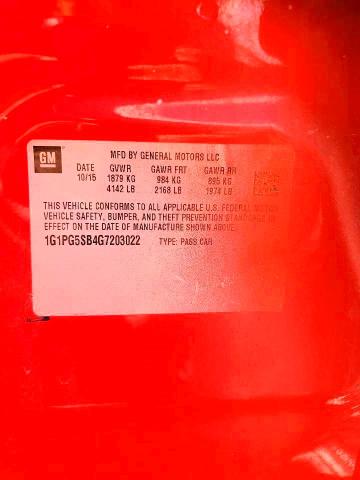 GM
MFD BY GENERAL MOTORS LLC
DATE GVWR GAWR FRT GAWR RR
10/15 1879 KG 984 KG 895 KG
4142 LB 2168 LB 1974 LB
THIS VEHICLE CONFORMS TO ALL APPLICABLE U.S. FEDERAL MOTOR
VEHICLE SAFETY, BUMPER, AND THEFT PREVENTION STANDARDS IN
EFFECT ON THE DATE OF MANUFACTURE SHOWN ABOVE.
1G1PG5SB4G7203022 TYPE: PASS CAR